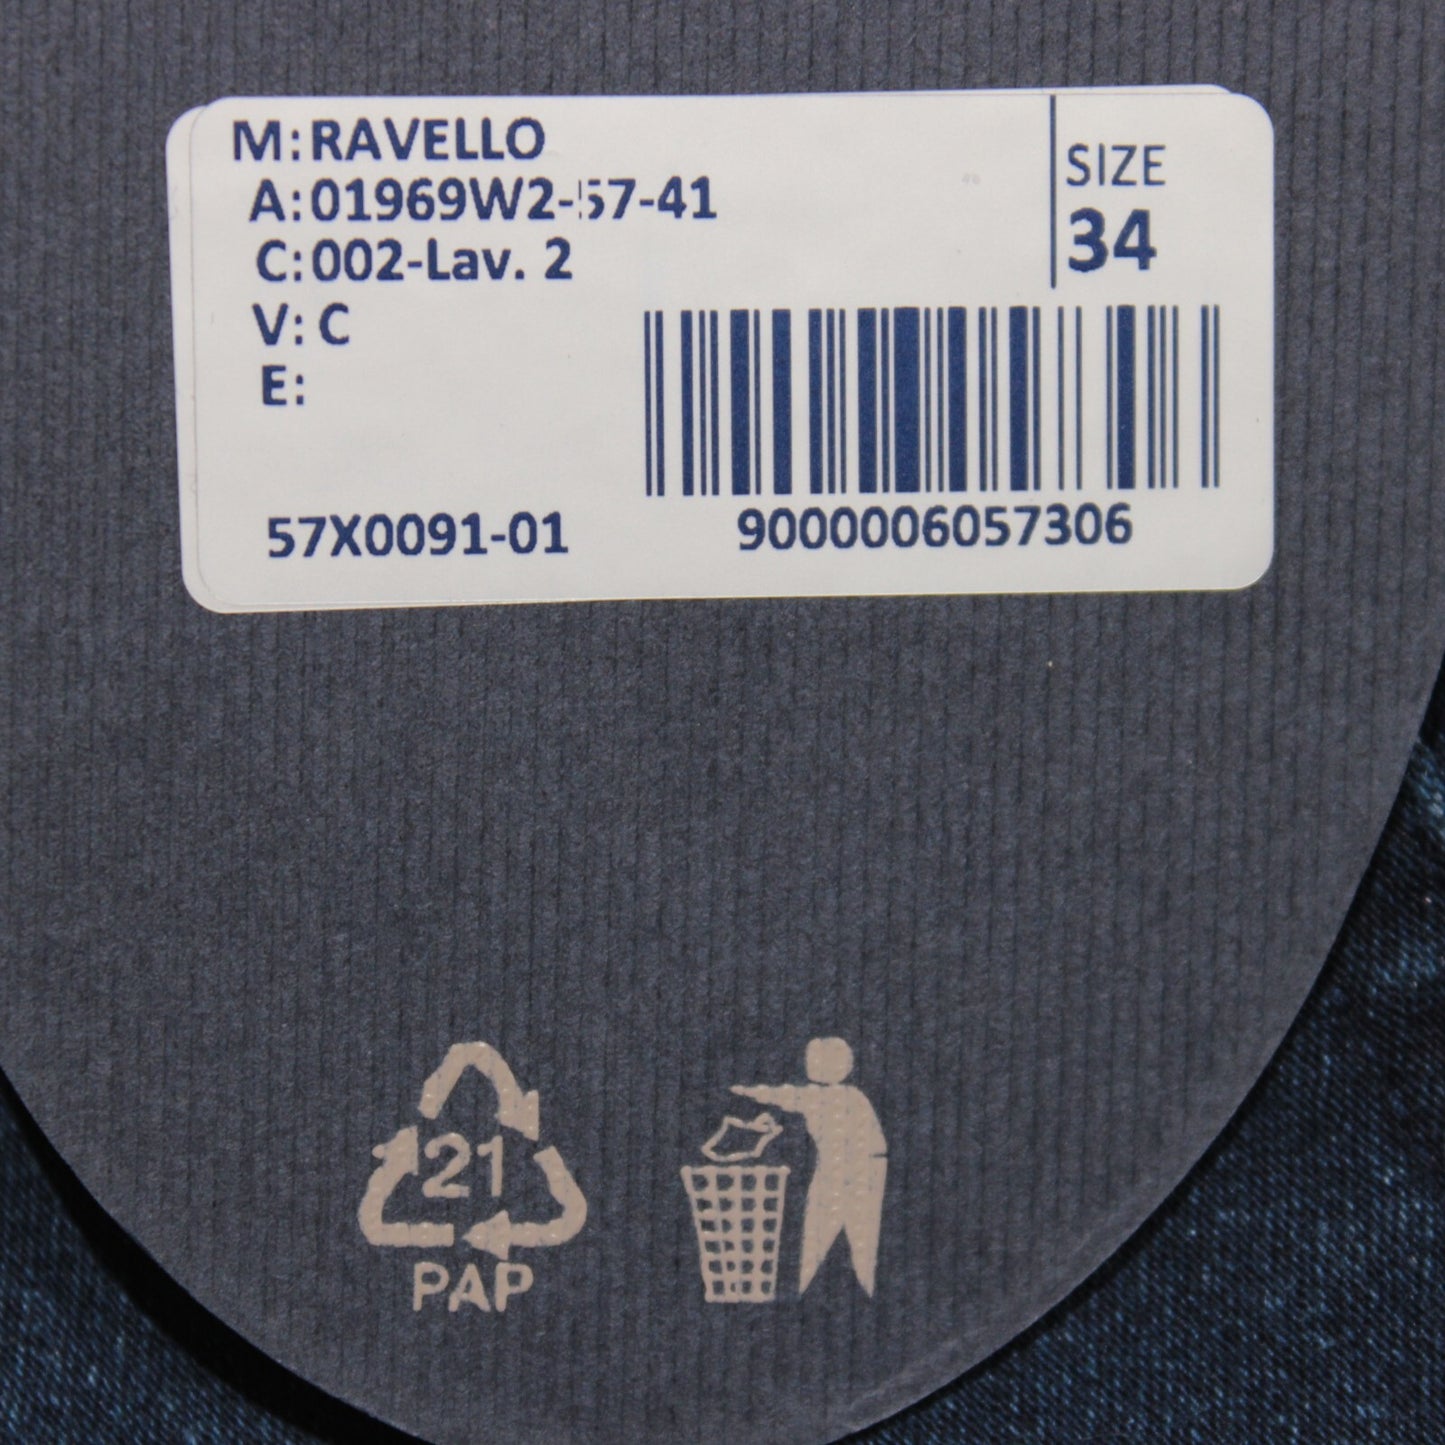 M: RAVELLO
A: 01969W2-57-41
C: 002-Lav. 2
V: C
E:
SIZE
34
57X0091-01
9000006057306
21
PAP